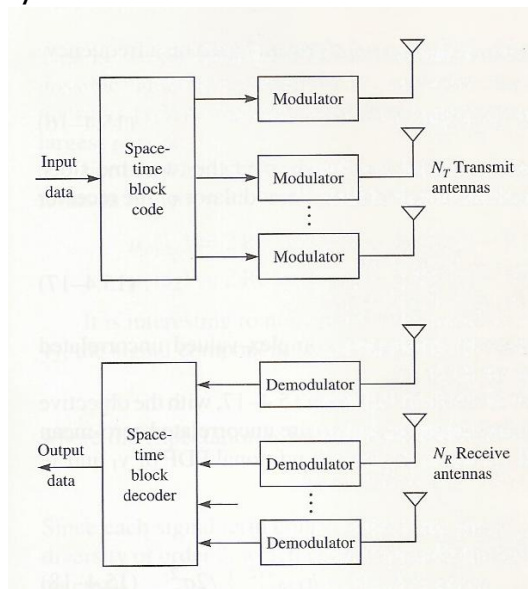 Modulator
Space-
time
block
code
Input
data
Modulator
N_T Transmit
antennas
Modulator
Demodulator
Space-
time
block
decoder
Output
data
Demodulator
N_R Receive
antennas
Demodulator